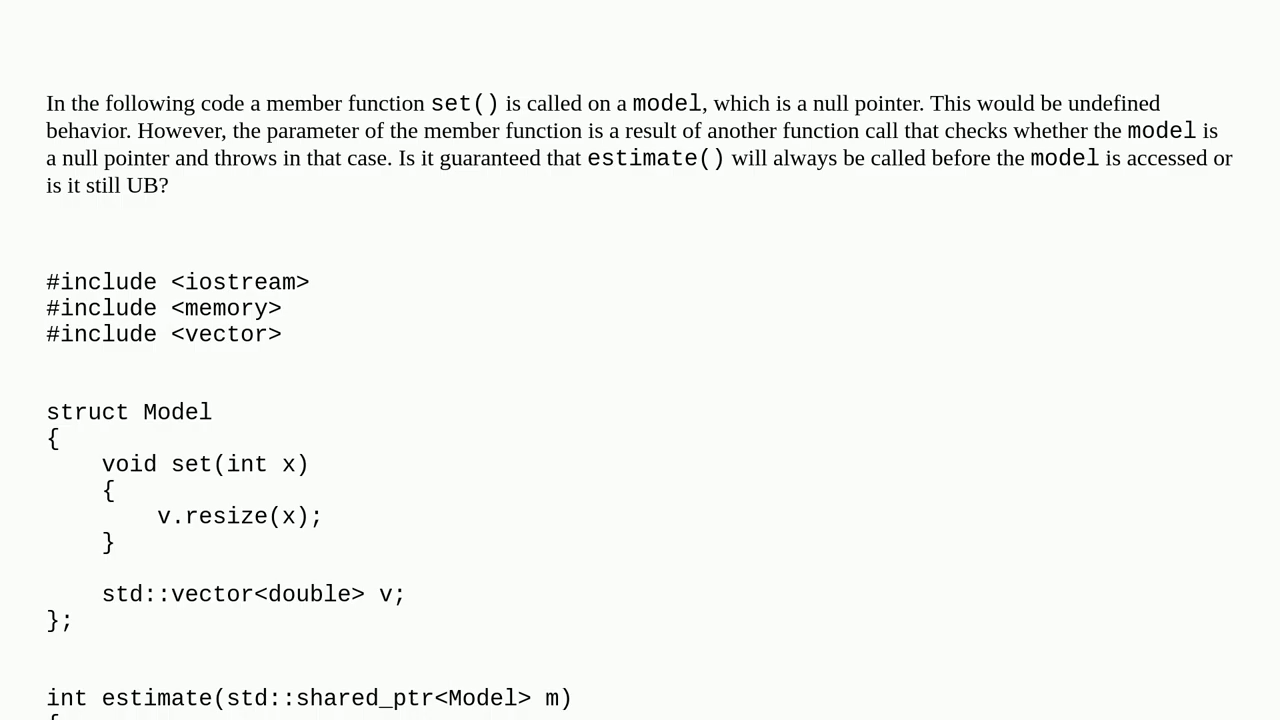 In the following code a member function set() is called on a model, which is a null pointer. This would be undefined
behavior. However, the parameter of the member function is a result of another function call that checks whether the model is
a null pointer and throws in that case. Is it guaranteed that estimate() will always be called before the model is accessed or
is it still UB?
#include <iostream>
#include <memory>
#include <vector>
struct Model
{
    void set(int x)
    {
        v.resize(x);
    }
    std::vector<double> v;
};
int estimate(std::shared_ptr<Model> m)
{